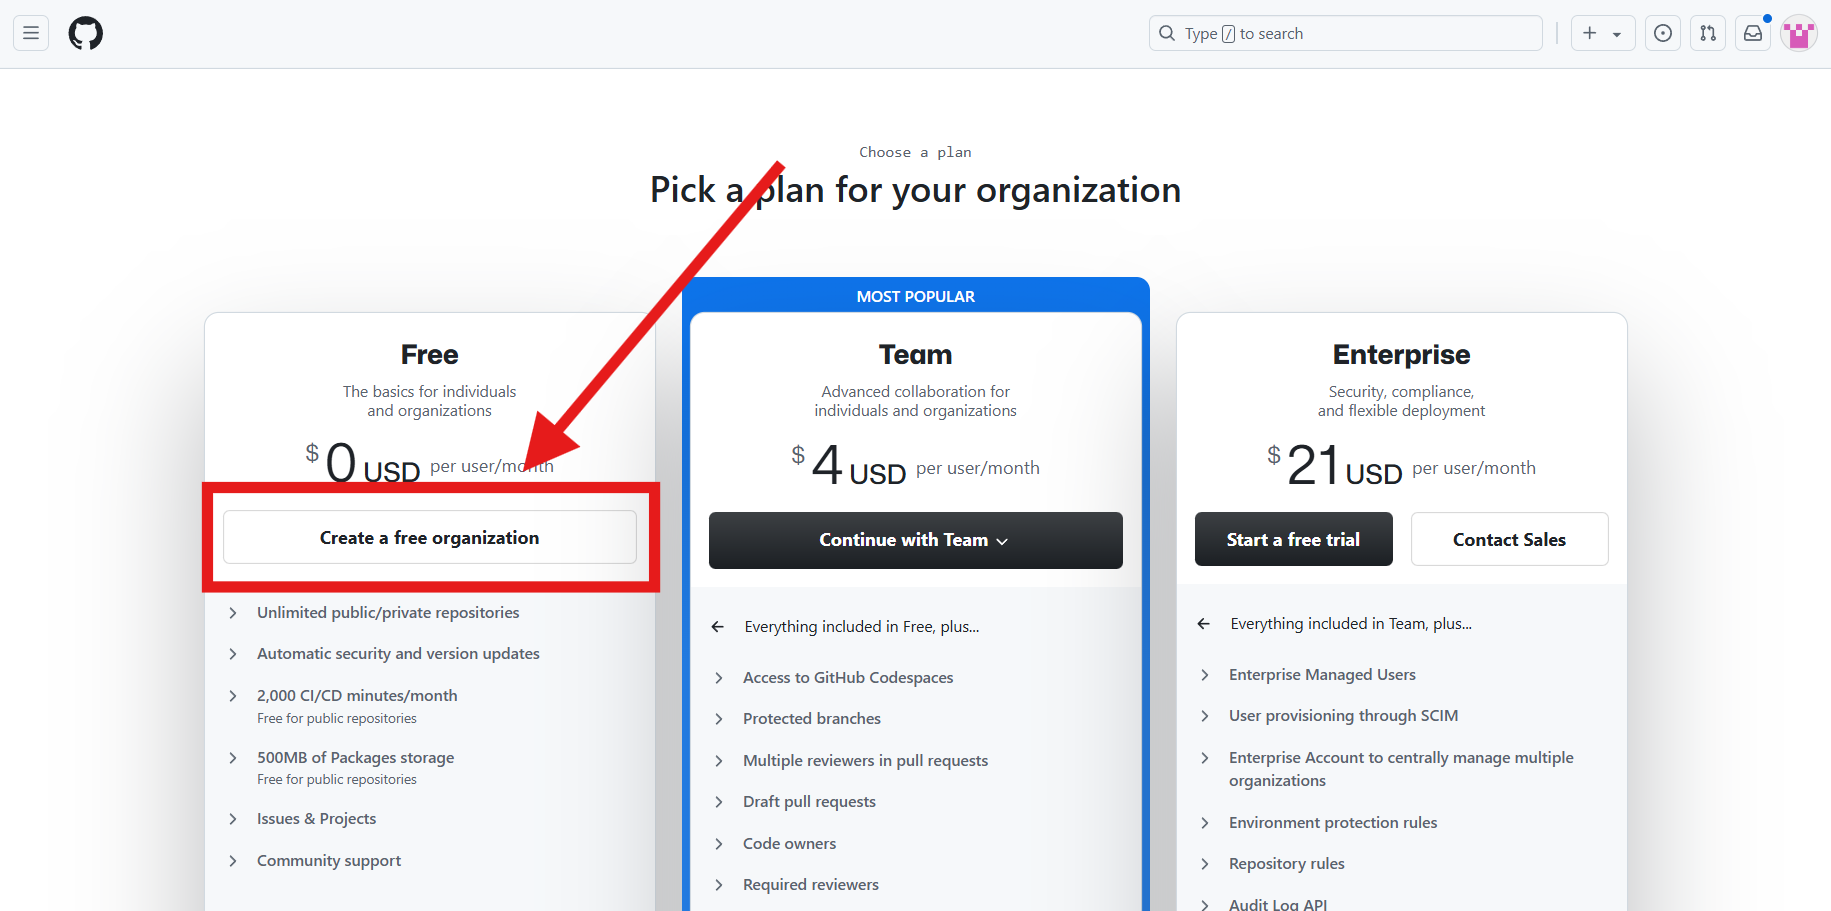 Type / to search
Choose a plan
Pick a plan for your organization
MOST POPULAR
Free
The basics for individuals
and organizations
$ 0 USD per user/month
Create a free organization
Unlimited public/private repositories
Automatic security and version updates
2,000 CI/CD minutes/month
Free for public repositories
500MB of Packages storage
Free for public repositories
Issues & Projects
Community support
Team
Advanced collaboration for
individuals and organizations
$ 4 USD per user/month
Continue with Team
Everything included in Free, plus...
Access to GitHub Codespaces
Protected branches
Multiple reviewers in pull requests
Draft pull requests
Code owners
Required reviewers
Enterprise
Security, compliance,
and flexible deployment
$ 21 USD per user/month
Start a free trial
Contact Sales
Everything included in Team, plus...
Enterprise Managed Users
User provisioning through SCIM
Enterprise Account to centrally manage multiple
organizations
Environment protection rules
Repository rules
Audit Log API